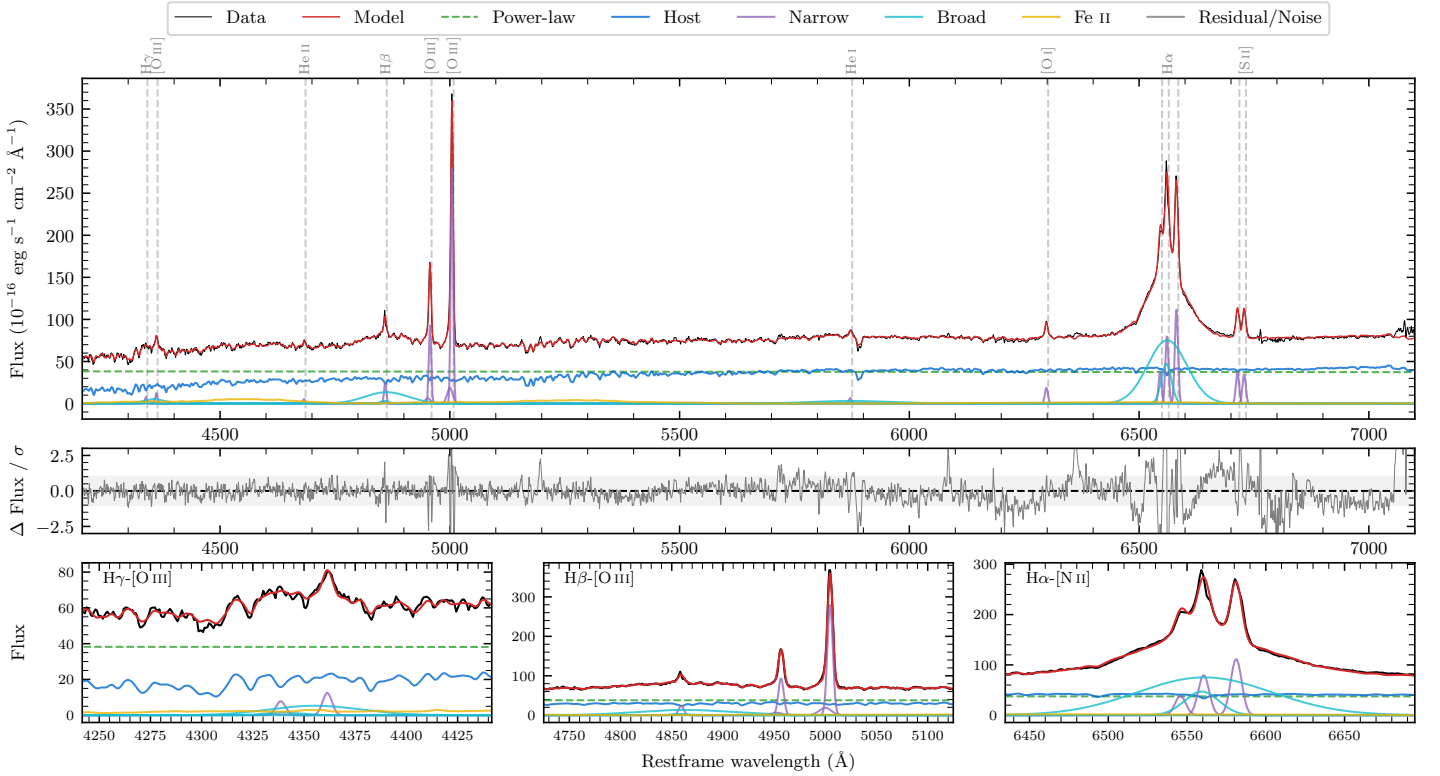 Data Model Power-law Host Narrow Broad Fe II Residual/Noise
Hγ [O III] He II Hβ [O III] [O III] He I [O I] Hα [S II]
Flux (10⁻¹⁶ erg s⁻¹ cm⁻² Å⁻¹)
350
300
250
200
150
100
50
0
4500 5000 5500 6000 6500 7000
Δ Flux / σ
2.5
0.0
−2.5
4500 5000 5500 6000 6500 7000
Flux
Hγ-[O III]
80
60
40
20
0
4250 4275 4300 4325 4350 4375 4400 4425
Hβ-[O III]
300
200
100
0
4750 4800 4850 4900 4950 5000 5050 5100
Hα-[N II]
300
200
100
0
6450 6500 6550 6600 6650
Restframe wavelength (Å)